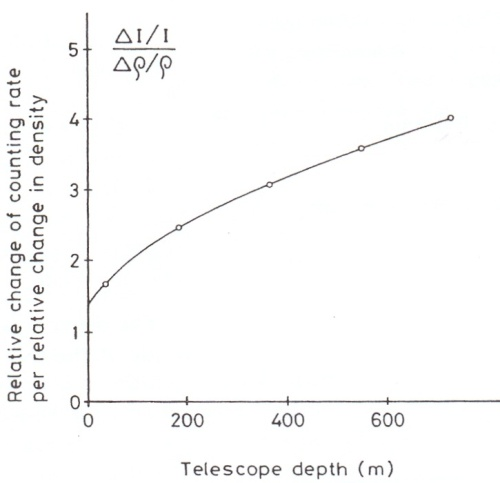 ΔI/I
Δρ/ρ
5
4
3
2
1
0
0 200 400 600
Relative change of counting rate
per relative change in density
Telescope depth (m)